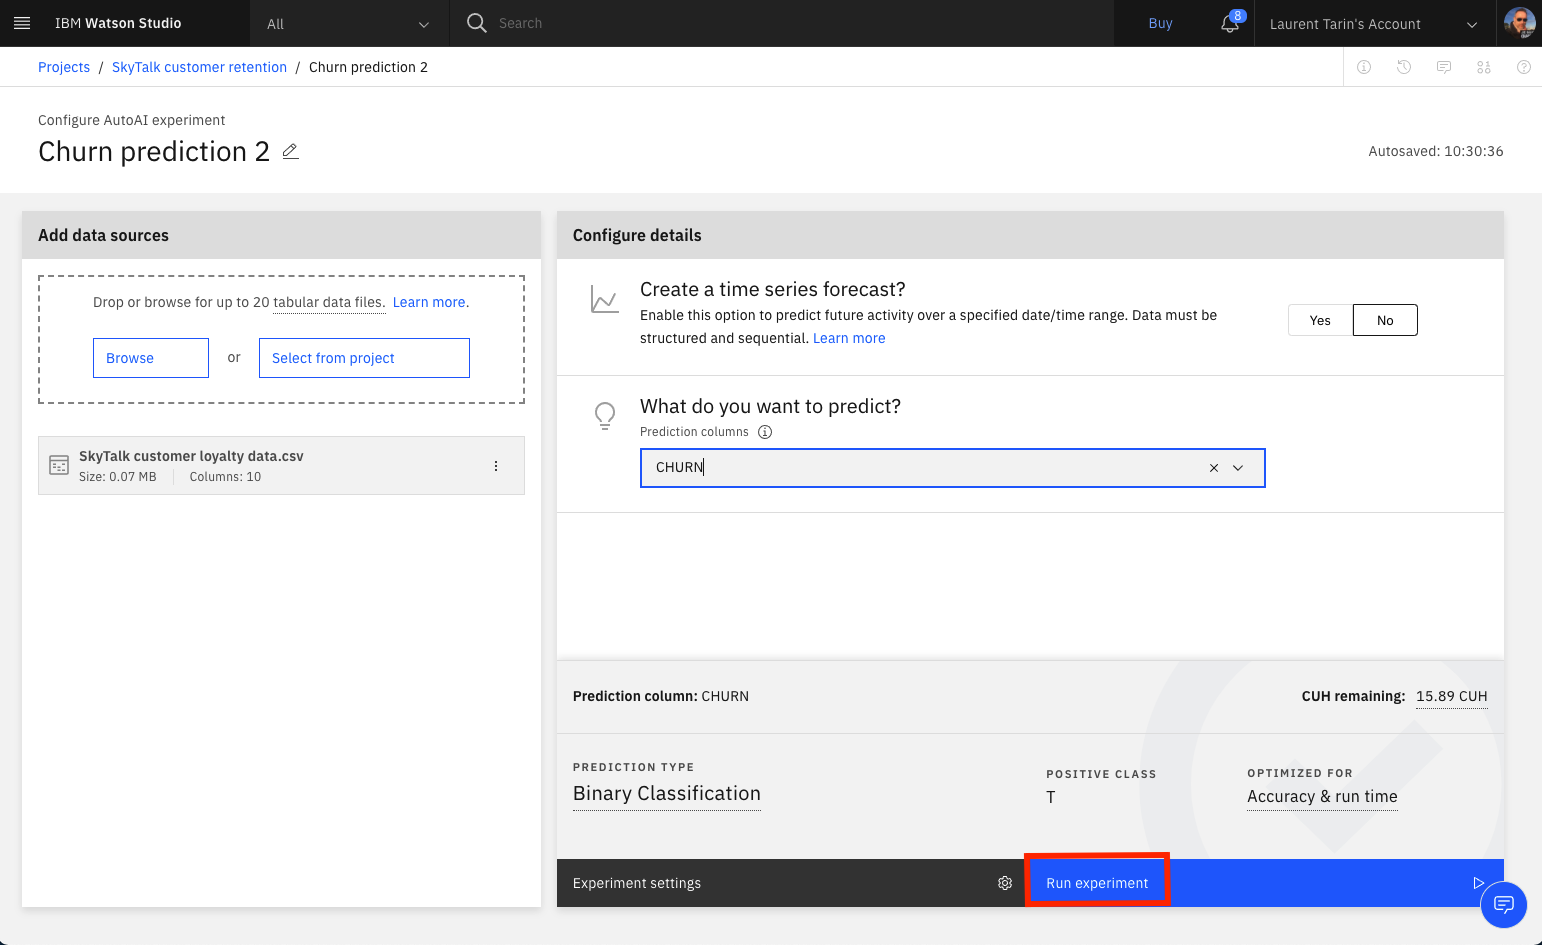 IBM Watson Studio
All
Search
Buy
8
Laurent Tarin's Account
Projects / SkyTalk customer retention / Churn prediction 2
Configure AutoAI experiment
Churn prediction 2
Autosaved: 10:30:36
Add data sources
Drop or browse for up to 20 tabular data files. Learn more.
Browse
or
Select from project
SkyTalk customer loyalty data.csv
Size: 0.07 MB
Columns: 10
Configure details
Create a time series forecast?
Enable this option to predict future activity over a specified date/time range. Data must be
structured and sequential. Learn more
Yes
No
What do you want to predict?
Prediction columns
CHURN
Prediction column: CHURN
CUH remaining: 15.89 CUH
PREDICTION TYPE
Binary Classification
POSITIVE CLASS
T
OPTIMIZED FOR
Accuracy & run time
Experiment settings
Run experiment